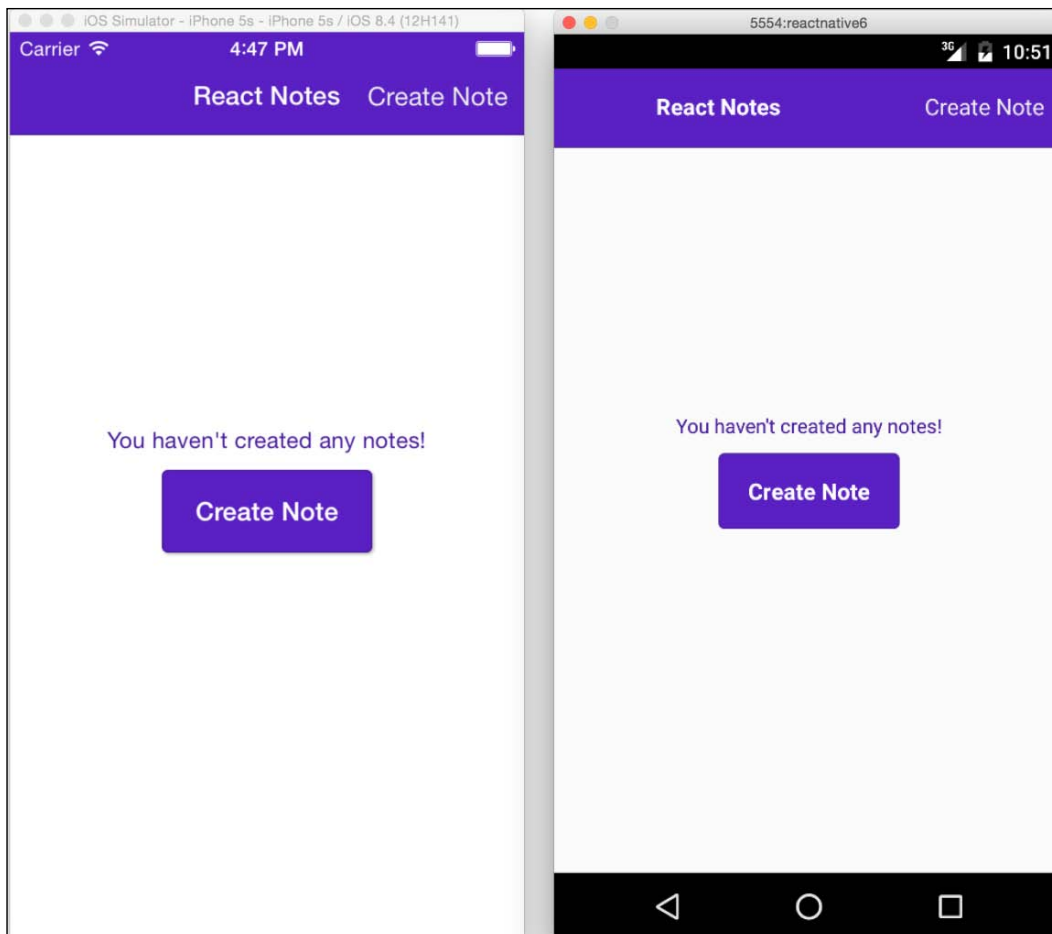 iOS Simulator - iPhone 5s - iPhone 5s / iOS 8.4 (12H141)
Carrier 4:47 PM
React Notes Create Note
You haven't created any notes!
Create Note
5554:reactnative6
3G 10:51
React Notes Create Note
You haven't created any notes!
Create Note